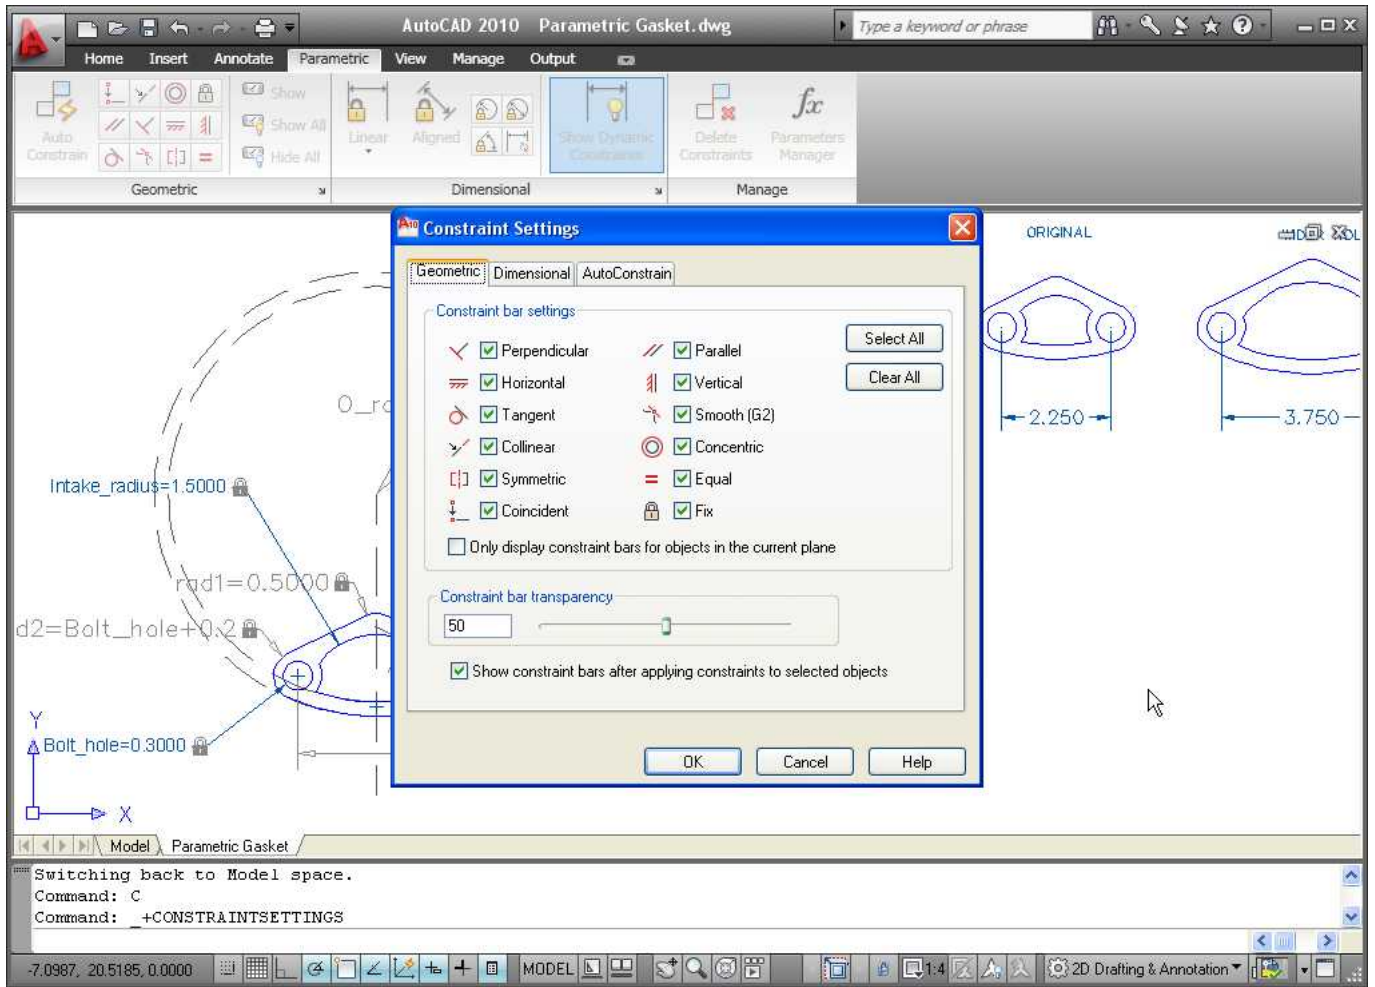 AutoCAD 2010 Parametric Gasket.dwg
Type a keyword or phrase
Home Insert Annotate Parametric View Manage Output
Auto Constrain
Show
Show All
Hide All
Linear
Aligned
Show Dynamic Constraints
Delete Constraints
Parameters Manager
Geometric
Dimensional
Manage
Constraint Settings
Geometric Dimensional AutoConstrain
Constraint bar settings
Perpendicular Parallel
Select All
Horizontal Vertical
Clear All
Tangent Smooth (G2)
Collinear Concentric
Symmetric Equal
Coincident Fix
Only display constraint bars for objects in the current plane
Constraint bar transparency
50
Show constraint bars after applying constraints to selected objects
OK Cancel Help
ORIGINAL
2.250
3.750
Intake_radius=1.5000
rad1=0.5000
d2=Bolt_hole+0.2
Bolt_hole=0.3000
Y
X
Model Parametric Gasket
Switching back to Model space.
Command: C
Command: _+CONSTRAINTSETTINGS
-7.0987, 20.5185, 0.0000
MODEL
1:4
2D Drafting & Annotation